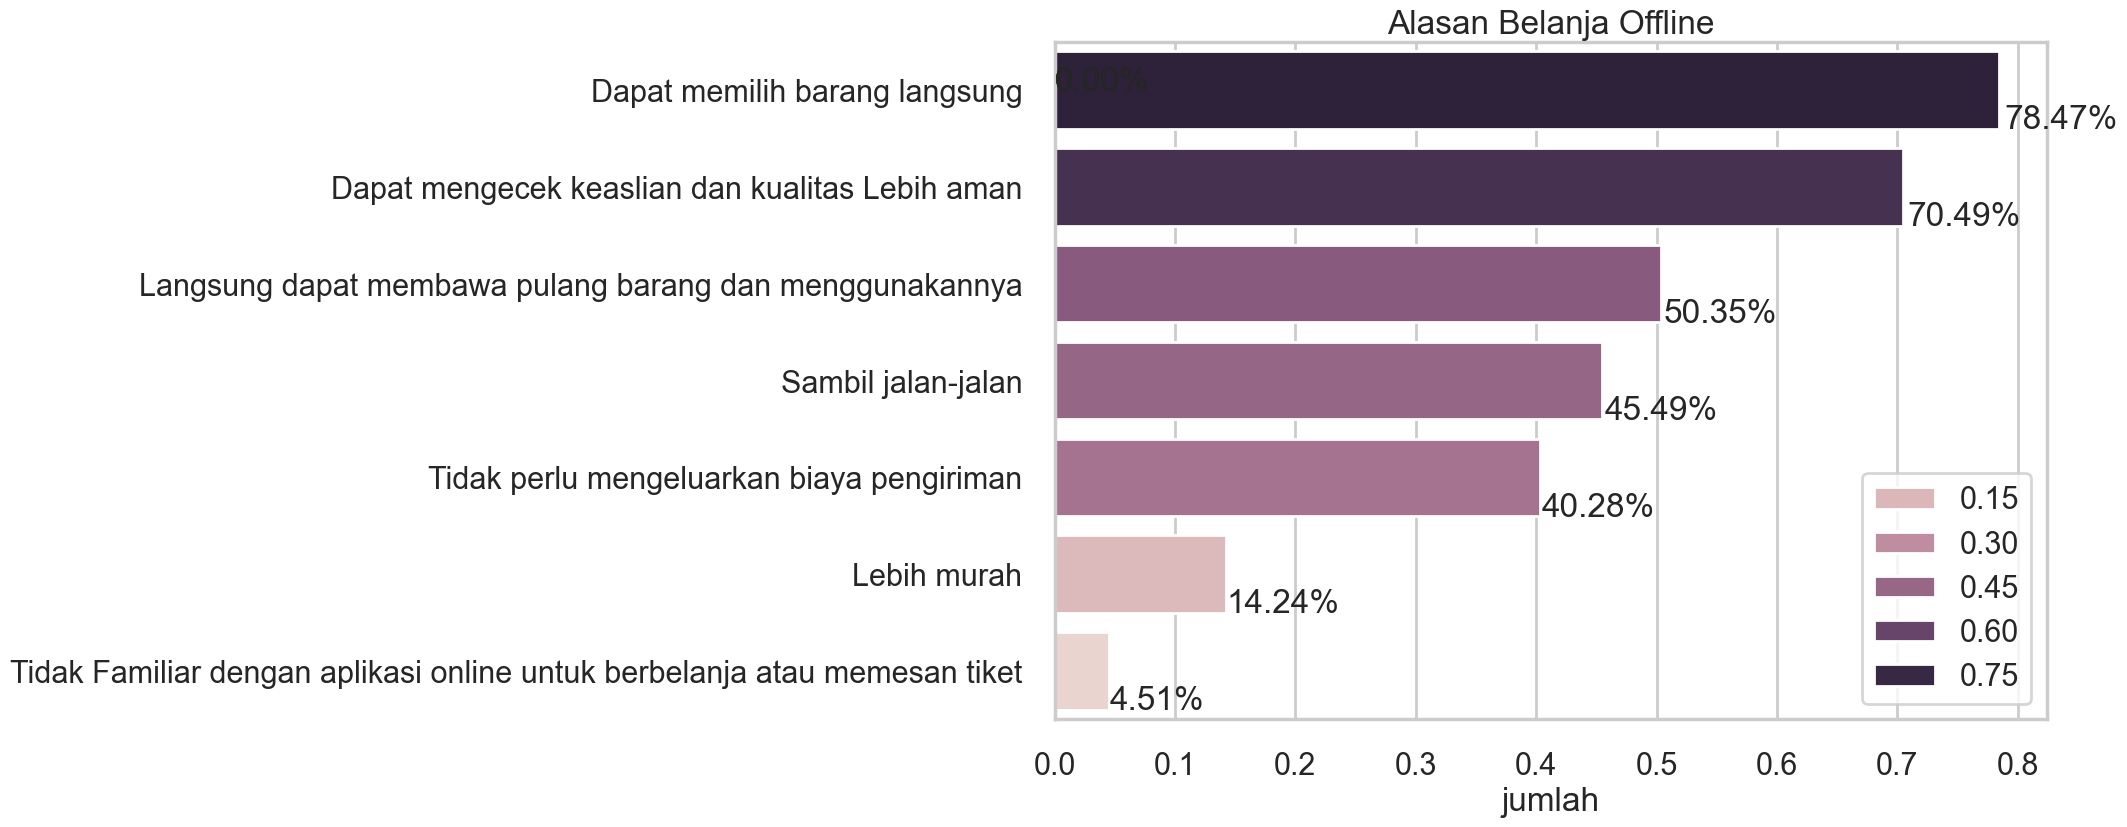 Alasan Belanja Offline
Dapat memilih barang langsung
0.00%
78.47%
Dapat mengecek keaslian dan kualitas Lebih aman
70.49%
Langsung dapat membawa pulang barang dan menggunakannya
50.35%
Sambil jalan-jalan
45.49%
Tidak perlu mengeluarkan biaya pengiriman
40.28%
Lebih murah
14.24%
Tidak Familiar dengan aplikasi online untuk berbelanja atau memesan tiket
4.51%
0.15
0.30
0.45
0.60
0.75
0.0 0.1 0.2 0.3 0.4 0.5 0.6 0.7 0.8
jumlah